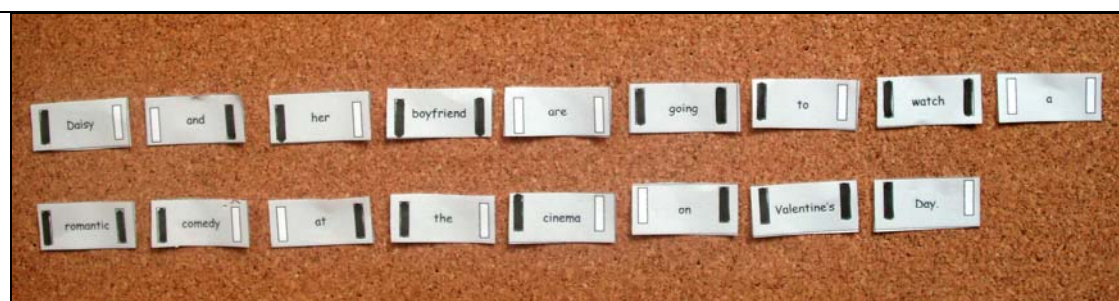 Daisy and her boyfriend are going to watch a
romantic comedy at the cinema on Valentine's Day.